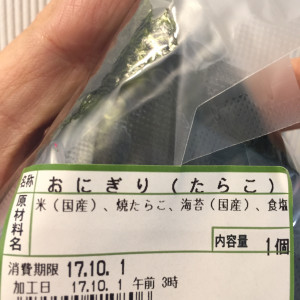 名称 おにぎり（たらこ）
原材料名 米（国産）、焼たらこ、海苔（国産）、食塩
内容量 1個
消費期限 17.10. 1
加工日 17.10. 1 午前 3時